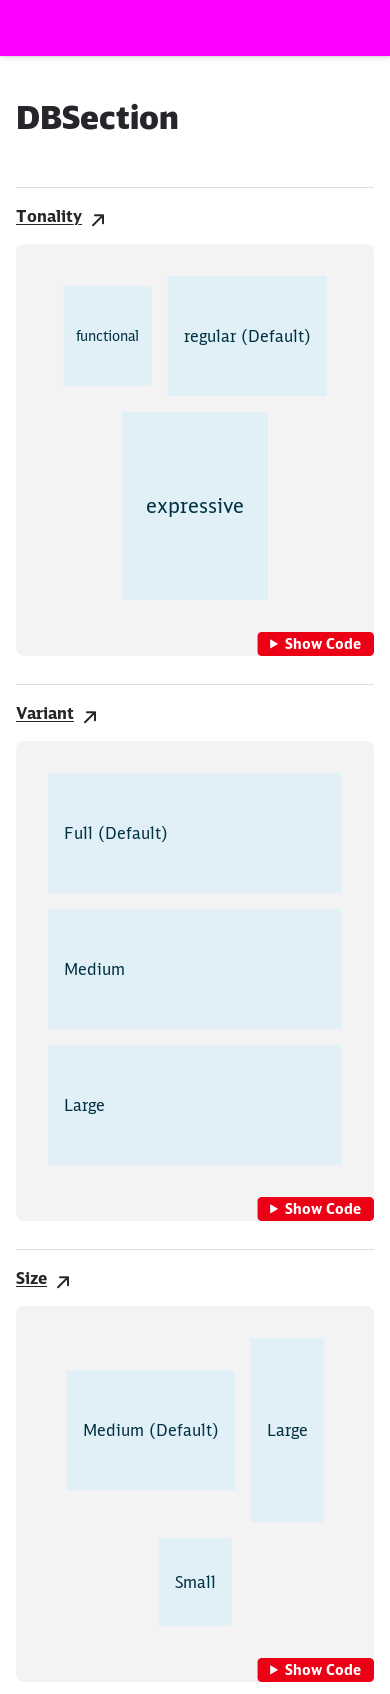 DBSection
Tonality
functional
regular (Default)
expressive
Show Code
Variant
Full (Default)
Medium
Large
Show Code
Size
Medium (Default)
Large
Small
Show Code